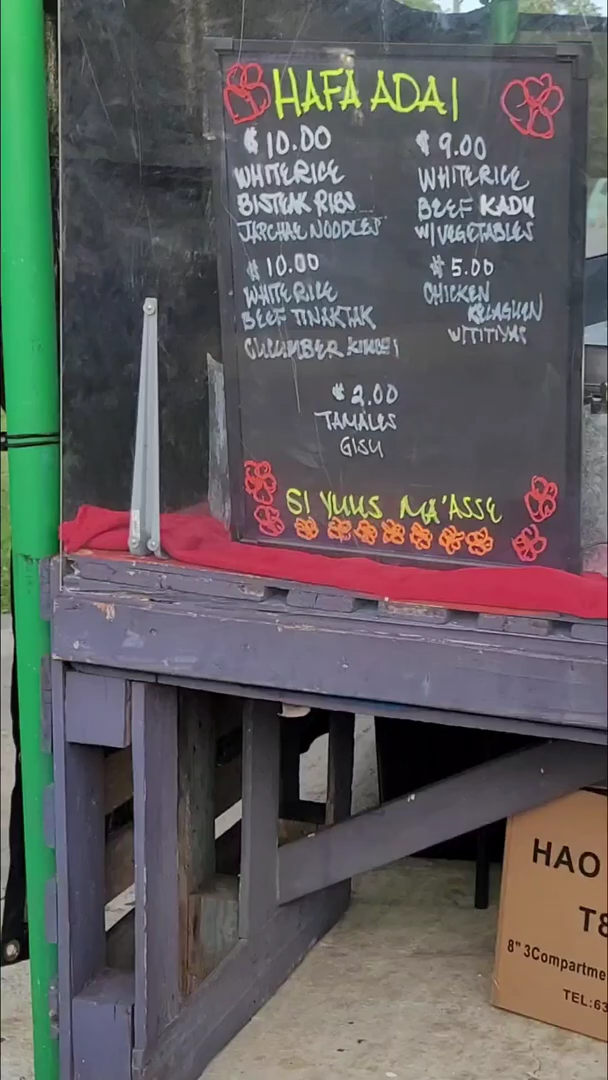 HAFA ADAI
$10.00
WHITE RICE
BISTEAK RIBS
JAPCHAE NOODLES
$10.00
WHITE RICE
BEEF TINAKTAK
CUCUMBER KIMCHI
$9.00
WHITE RICE
BEEF KADU
W/VEGETABLES
$5.00
CHICKEN
KELAGUEN
W/TITIYAS
$2.00
TAMALES
GISU
SI YUUS MA'ASSE
HAO
T8
8" 3Compartme
TEL:63